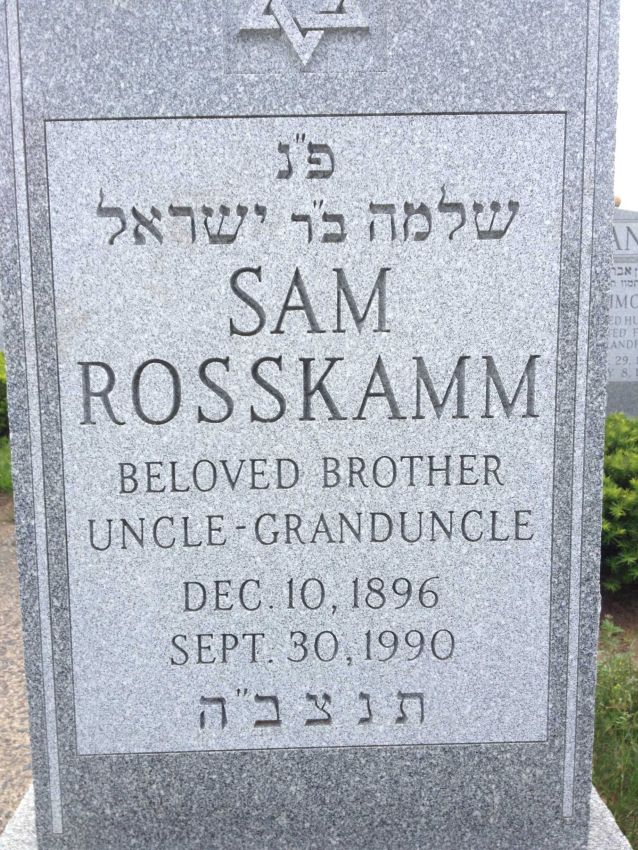 פ"נ
שלמה ב"ר ישראל
SAM
ROSSKAMM
BELOVED BROTHER
UNCLE-GRANDUNCLE
DEC. 10, 1896
SEPT. 30, 1990
ת נ צ ב"ה